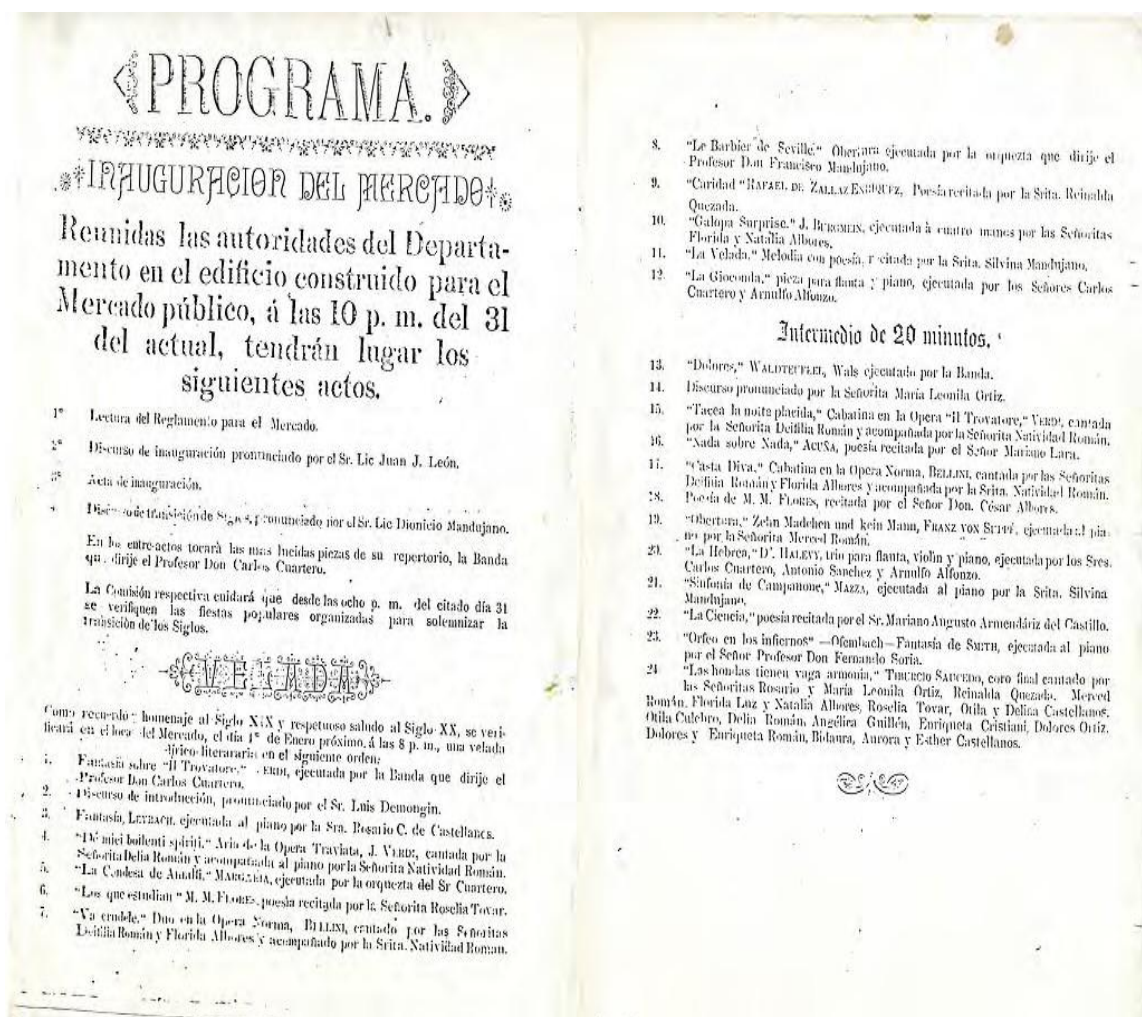 PROGRAMA.
INAUGURACION DEL MERCADO
Reunidas las autoridades del Departa-
mento en el edificio construido para el
Mercado público, á las 10 p. m. del 31
del actual, tendrán lugar los
siguientes actos.
1º Lectura del Reglamento para el Mercado.
2º Discurso de inauguración pronunciado por el Sr. Lic Juan J. León.
3º Acta de inauguración.
4 de transición de pronunciado por el Sr. Lic Dionicio Mandujano.
En los entre-actos tocará las mas lucidas piezas de su repertorio, la Banda
que dirije el Profesor Don Carlos Cuartero.
La Comisión respectiva cuidará que desde las ocho p. m. del citado día 31
se verifiquen las fiestas populares organizadas para solemnizar la
transición de los Siglos.
VELADA
Como recuerdo y homenaje al Siglo XIX y respetuoso saludo al Siglo XX, se veri-
ficará en el local del Mercado, el día 1º de Enero próximo, á las 8 p. m., una velada
lírico-literararia en el siguiente orden:
1. Fantasía sobre "Il Trovatore," VERDI, ejecutada por la Banda que dirije el
Profesor Don Carlos Cuartero.
2. Discurso de introducción, pronunciado por el Sr. Luis Demongin.
3. Fantasía, LEYBACH, ejecutada al piano por la Sra. Rosario C. de Castellanos.
4. "De miei boilenti spiriti." Aria de la Opera Traviata, J. VERDI, cantada por la
Señorita Delia Román y acompañada al piano por la Señorita Natividad Román.
5. "La Condesa de Amalfi." ejecutada por la orquezta del Sr Cuartero.
6. "Los que estudian" M. M. FLORES, poesía recitada por la Señorita Roselia Tovar.
7. "Va crudele." Duo en la Opera Norma, BELLINI, cantado por las Señoritas
Deifilia Román y Florida Albores y acompañado por la Srita. Natividad Roman.
8. "Le Barbier de Seville." Obertura ejecutada por la orquezta que dirije el
Profesor Don Francisco Mandujano.
9. "Caridad" RAFAEL DE ZALLAZ ENRIQUEZ, Poesía recitada por la Srita. Reinalda
Quezada.
10. "Galopa Surprise." J. BURGMEIN, ejecutada à cuatro manos por las Señoritas
Florida y Natalia Albores.
11. "La Velada." Melodia con poesía, recitada por la Srita. Silvina Mandujano.
12. "La Gioconda," pieza para flauta y piano, ejecutada por los Señores Carlos
Cuartero y Arnulfo Alfonzo.
Intermedio de 20 minutos.
13. "Dolores," WALDTEUFLEL, Wals ejecutado por la Banda.
14. Discurso pronunciado por la Señorita Maria Leonila Ortiz.
15. "Tacea la noite placida," Cabatina en la Opera "Il Trovatore," VERDI, cantada
por la Señorita Deifilia Román y acompañada por la Señorita Natividad Román.
16. "Nada sobre Nada," ACUÑA, poesía recitada por el Señor Mariano Lara.
17. "Casta Diva," Cabatina en la Opera Norma, BELLINI, cantada por las Señoritas
Deifilia Román y Florida Albores y acompañada por la Srita. Natividad Román.
18. Poesía de M. M. FLORES, recitada por el Señor Don. César Albores.
19. "Obertura," Zehn Madchen und kein Mann, FRANZ VON SUPPÉ, ejecutada al pia-
no por la Señorita Merced Román.
20. "La Hebrea," D'. HALEVY, trio para flauta, violin y piano, ejecutada por los Sres.
Carlos Cuartero, Antonio Sanchez y Arnulfo Alfonzo.
21. "Sinfonía de Campanone," MAZZA, ejecutada al piano por la Srita. Silvina
Mandujano.
22. "La Ciencia," poesía recitada por el Sr. Mariano Augusto Armendáriz del Castillo.
23. "Orfeo en los infiernos" —Ofembach—Fantasía de SMITH, ejecutada al piano
por el Señor Profesor Don Fernando Soria.
24 "Las hondas tienen vaga armonía," TIBURCIO SAUCEDO, coro final cantado por
las Señoritas Rosario y María Leonila Ortiz, Reinalda Quezada. Merced
Román, Florida Luz y Natalia Albores, Roselia Tovar, Otila y Delina Castellanos,
Otila Culebro, Delia Román, Angélica Guillén, Enriqueta Cristiani, Dolores Ortíz.
Dolores y Enriqueta Román, Bidaura, Aurora y Esther Castellanos.